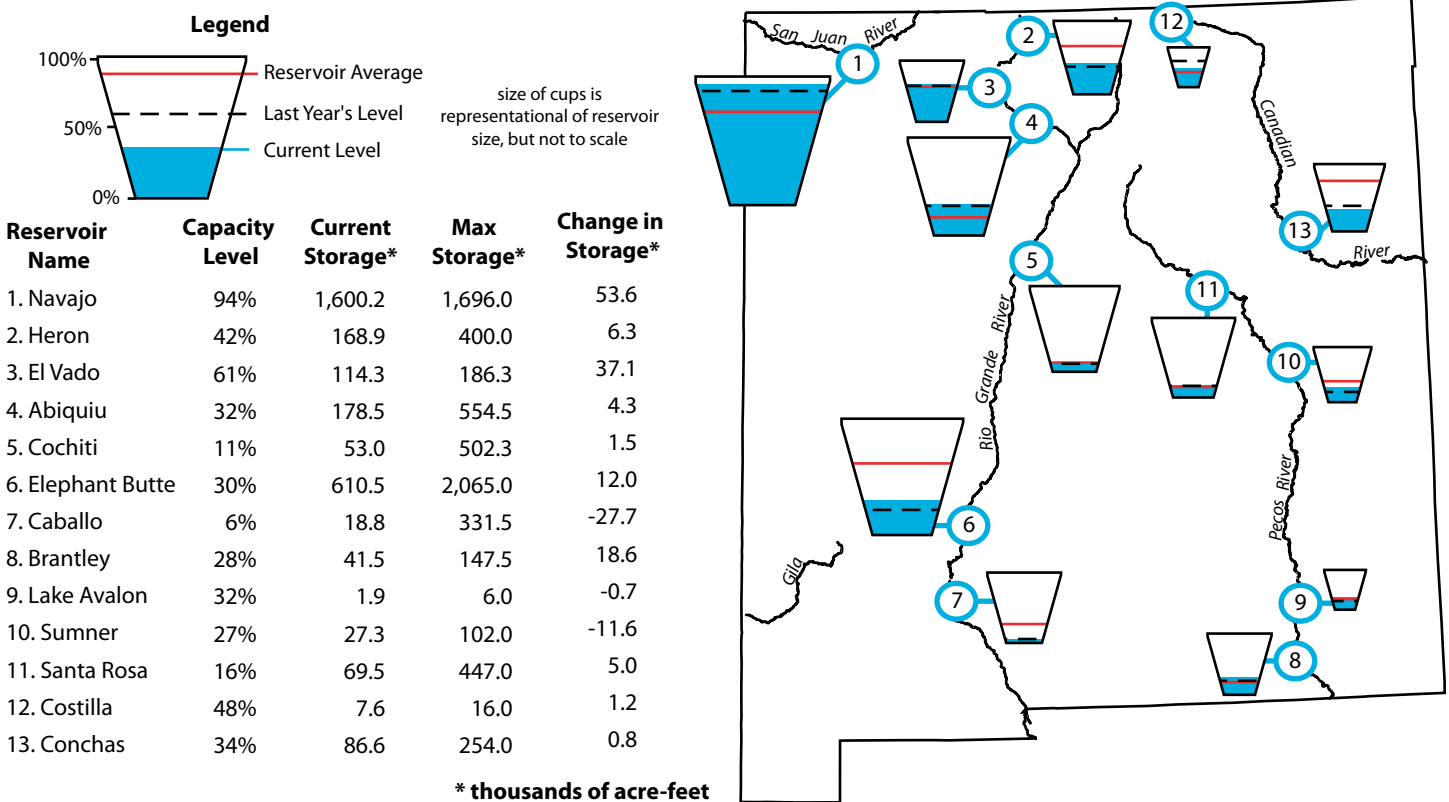 Legend
100%
50%
0%
Reservoir Average
Last Year's Level
Current Level
size of cups is
representational of reservoir
size, but not to scale
Reservoir Name Capacity Level Current Storage* Max Storage* Change in Storage*
1. Navajo 94% 1,600.2 1,696.0 53.6
2. Heron 42% 168.9 400.0 6.3
3. El Vado 61% 114.3 186.3 37.1
4. Abiquiu 32% 178.5 554.5 4.3
5. Cochiti 11% 53.0 502.3 1.5
6. Elephant Butte 30% 610.5 2,065.0 12.0
7. Caballo 6% 18.8 331.5 -27.7
8. Brantley 28% 41.5 147.5 18.6
9. Lake Avalon 32% 1.9 6.0 -0.7
10. Sumner 27% 27.3 102.0 -11.6
11. Santa Rosa 16% 69.5 447.0 5.0
12. Costilla 48% 7.6 16.0 1.2
13. Conchas 34% 86.6 254.0 0.8
* thousands of acre-feet
San Juan River
1
2
3
4
12
Canadian
River
13
5
11
Rio Grande River
10
Pecos River
6
Gila
7
9
8